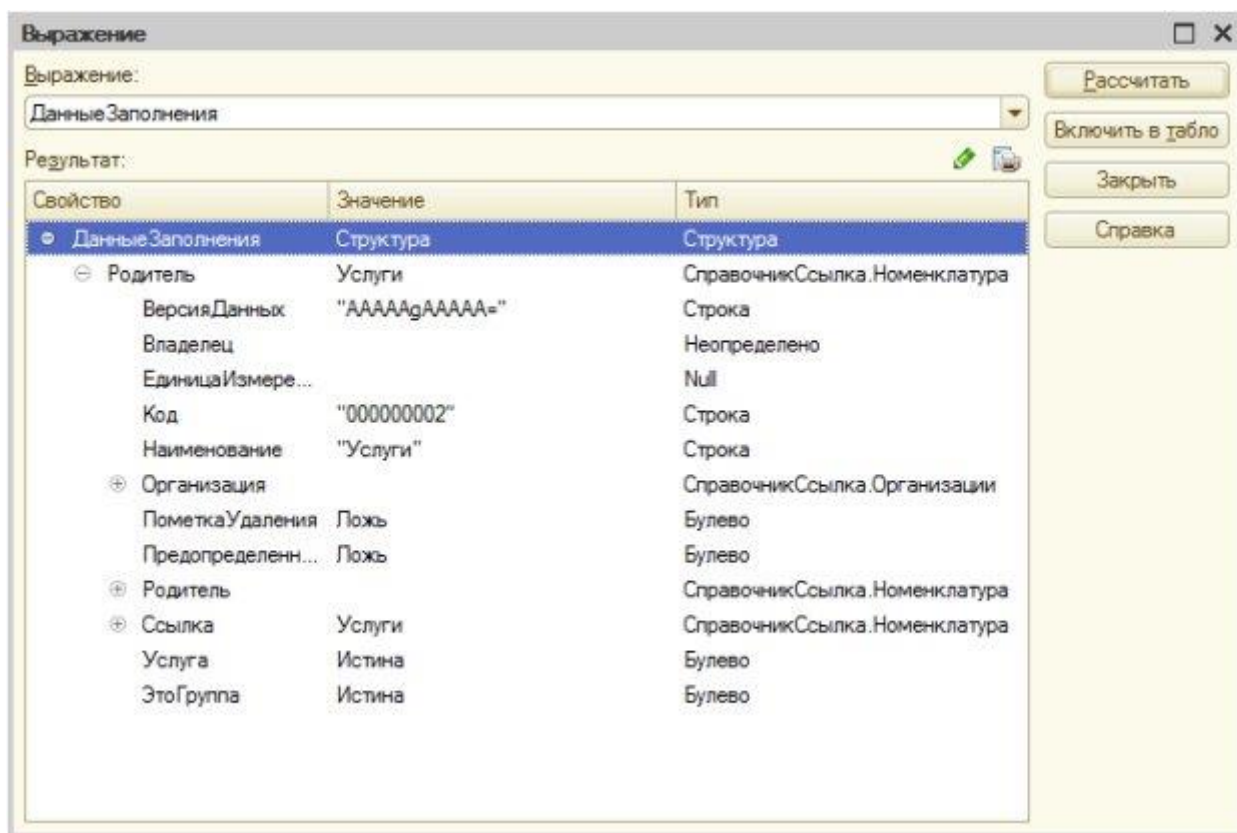 Выражение
Выражение:
Рассчитать
ДанныеЗаполнения
Включить в табло
Результат:
Закрыть
Свойство Значение Тип
Справка
ДанныеЗаполнения Структура Структура
Родитель Услуги СправочникСсылка.Номенклатура
ВерсияДанных "AAAAAgAAAAA=" Строка
Владелец Неопределено
ЕдиницаИзмере... Null
Код "000000002" Строка
Наименование "Услуги" Строка
Организация СправочникСсылка.Организации
ПометкаУдаления Ложь Булево
Предопределенн... Ложь Булево
Родитель СправочникСсылка.Номенклатура
Ссылка Услуги СправочникСсылка.Номенклатура
Услуга Истина Булево
ЭтоГруппа Истина Булево